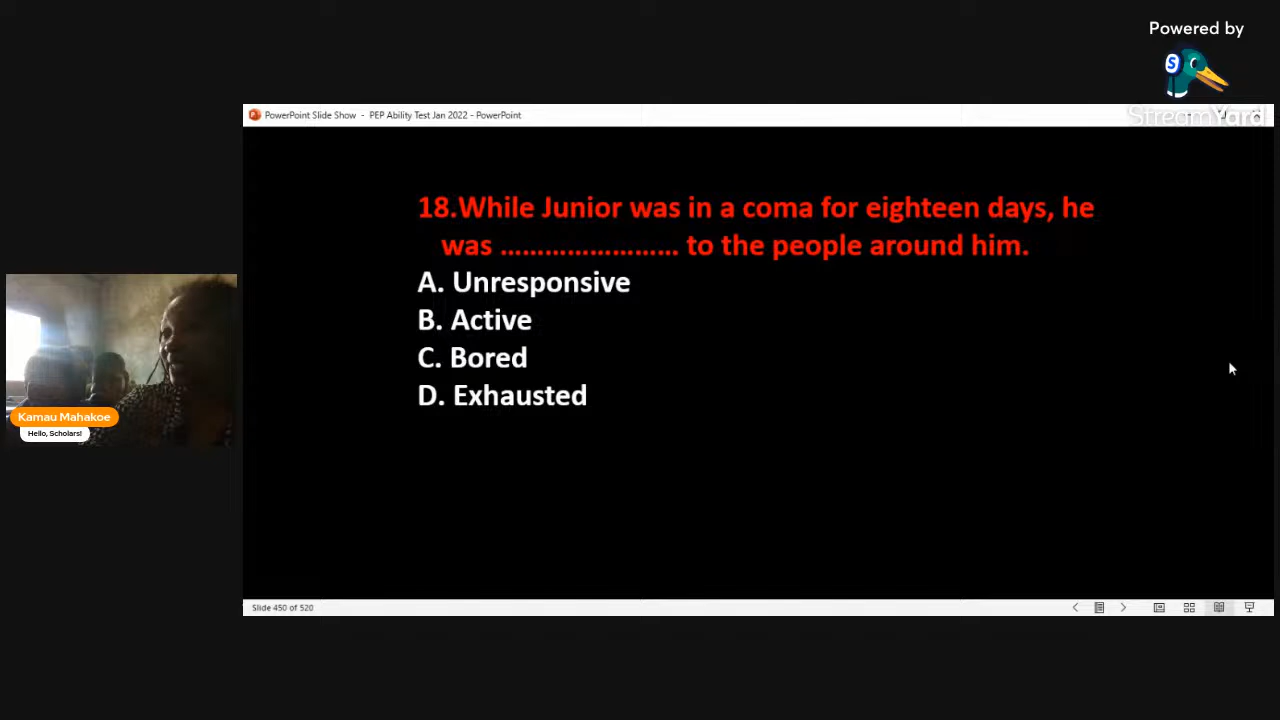 Powered by
StreamYard
PowerPoint Slide Show - PEP Ability Test Jan 2022 - PowerPoint
18.While Junior was in a coma for eighteen days, he
was ........................ to the people around him.
A. Unresponsive
B. Active
C. Bored
D. Exhausted
Kamau Mahakoe
Hello, Scholars!
Slide 450 of 520